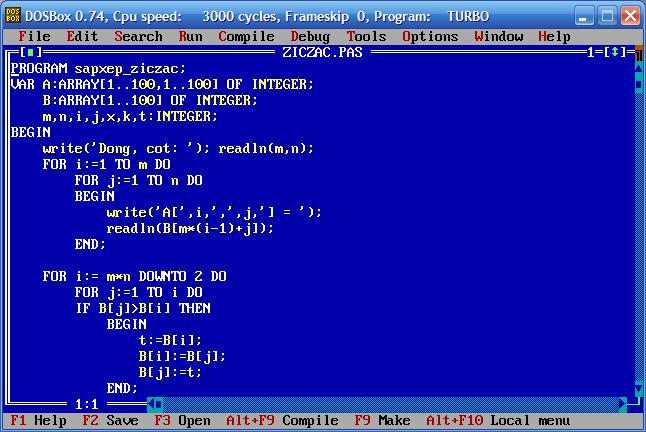 DOSBox 0.74, Cpu speed: 3000 cycles, Frameskip 0, Program: TURBO
File Edit Search Run Compile Debug Tools Options Window Help
ZICZAC.PAS 1
PROGRAM sapxep_ziczac;
VAR A:ARRAY[1..100,1..100] OF INTEGER;
B:ARRAY[1..100] OF INTEGER;
m,n,i,j,x,k,t:INTEGER;
BEGIN
write('Dong, cot: '); readln(m,n);
FOR i:=1 TO m DO
FOR j:=1 TO n DO
BEGIN
write('A[',i,',',j,'] = ');
readln(B[m*(i-1)+j]);
END;
FOR i:= m*n DOWNTO 2 DO
FOR j:=1 TO i DO
IF B[j]>B[i] THEN
BEGIN
t:=B[i];
B[i]:=B[j];
B[j]:=t;
END;
1:1
F1 Help F2 Save F3 Open Alt+F9 Compile F9 Make Alt+F10 Local menu